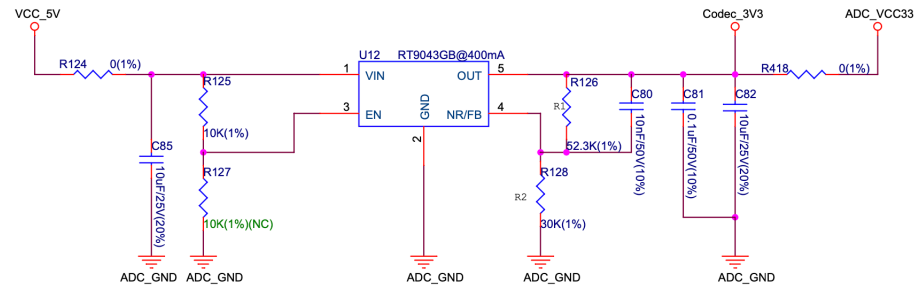 VCC_5V
Codec_3V3
ADC_VCC33
R124
0(1%)
U12
RT9043GB@400mA
R418
0(1%)
1
VIN
OUT
5
R125
R126
C80
C81
C82
R1
10nF/50V(10%)
0.1uF/50V(10%)
10uF/25V(20%)
3
EN
GND
NR/FB
4
10K(1%)
2
52.3K(1%)
C85
10uF/25V(20%)
R127
R128
R2
10K(1%)(NC)
30K(1%)
ADC_GND
ADC_GND
ADC_GND
ADC_GND
ADC_GND